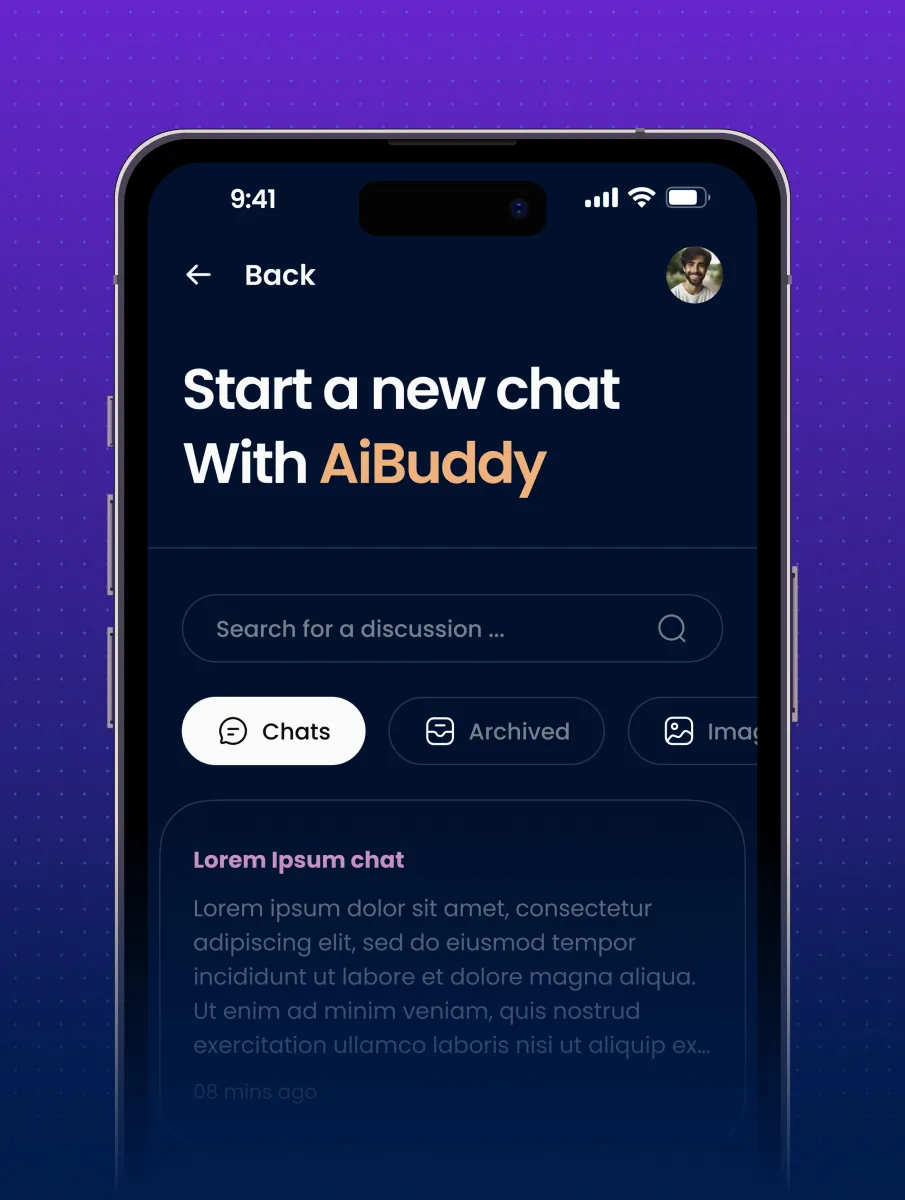 9:41
Back
Start a new chat
With AiBuddy
Search for a discussion ...
Chats
Archived
Imag
Lorem Ipsum chat
Lorem ipsum dolor sit amet, consectetur
adipiscing elit, sed do eiusmod tempor
incididunt ut labore et dolore magna aliqua.
Ut enim ad minim veniam, quis nostrud
exercitation ullamco laboris nisi ut aliquip ex...
08 mins ago